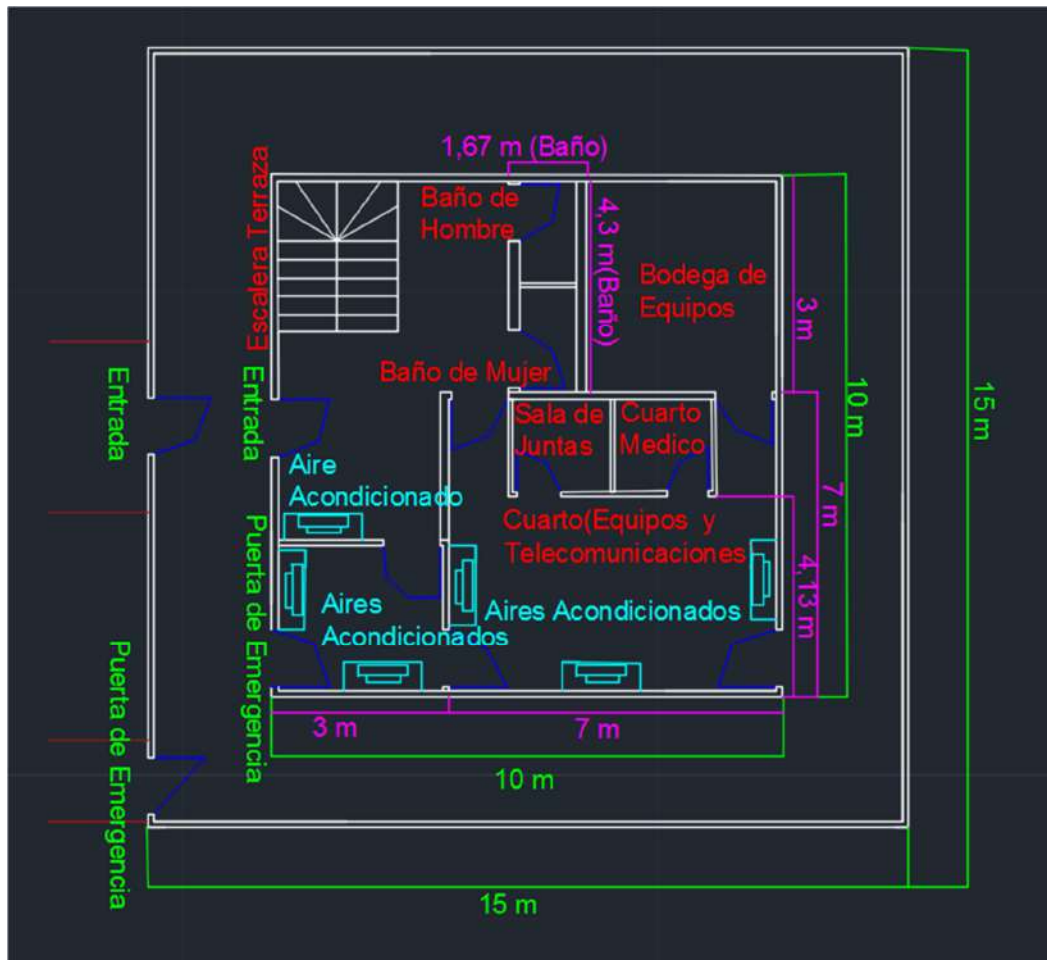 1,67 m (Baño)
Escalera Terraza
Baño de
Hombre
4,3 m(Baño)
Bodega de
Equipos
3 m
10 m
15 m
Baño de Mujer
Entrada
Entrada
Sala de
Juntas
Cuarto
Medico
7 m
Aire
Acondicionado
Cuarto(Equipos y
Telecomunicaciones
4,13 m
Puerta de Emergencia
Aires
Acondicionados
Aires Acondicionados
Puerta de Emergencia
3 m
7 m
10 m
15 m